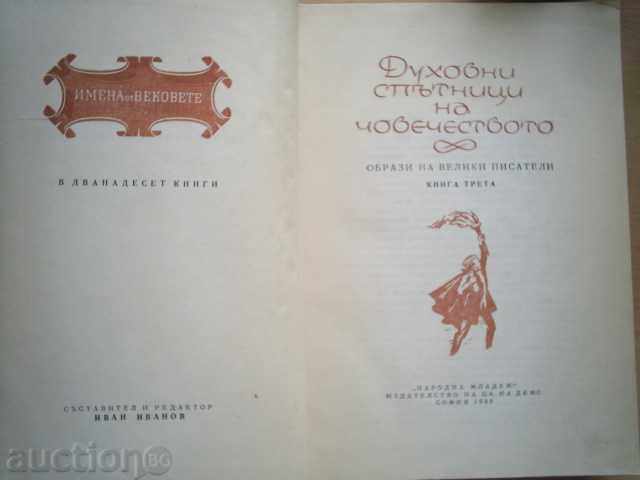 ИМЕНА от ВЕКОВЕТЕ
В ДВАНАДЕСЕТ КНИГИ
СЪСТАВИТЕЛ И РЕДАКТОР
ИВАН ИВАНОВ
ДУХОВНИ
СПЪТНИЦИ
НА
ЧОВЕЧЕСТВОТО
ОБРАЗИ НА ВЕЛИКИ ПИСАТЕЛИ
КНИГА ТРЕТА
„НАРОДНА МЛАДЕЖ“
ИЗДАТЕЛСТВО НА ЦК НА ДКМС
СОФИЯ
auction BG